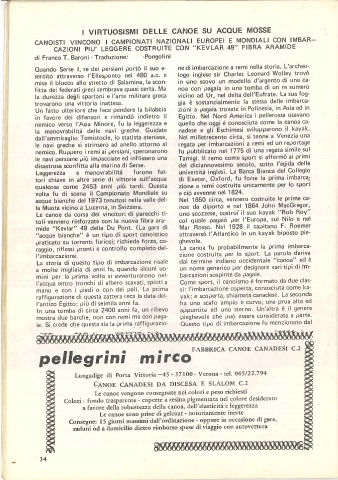 I VIRTUOSISSIMI DELLE CANOE SU ACQUE MOSSE
CANOISTI VINCONO I CAMPIONATI NAZIONALI EUROPEI E MONDIALI CON IMBAR-
CAZIONI PIU' LEGGERE COSTRUITE CON "KEVLAR 49" FIBRA ARAMIDE
di Franco T. Baroni - Traduzione: -Pongolini
Quando Serse I, re dei persiani portò il suo e-
sercito attraverso l'Ellesponto nel 480 a.c. e
mise il blocco allo stretto di Salamina, la scon-
fitta dei federati greci sembrava quasi certa. Ma
la durezza degli spartani e l'arte militare greca
trovarono una vittoria inattesa.
Un fattore ulteriore che fece pendere la bilancia
in favore dei difensori e rimandò indietro il
nemico verso l'Asia Minore, fu la leggerezza e
la manovrabilità delle navi greche. Guidate
dall'ammiraglio Temistocle, lo statista ateniese,
le navi greche si strinsero ad anello attorno al
nemico. Ruppero i remi ai persiani, speronarono
le navi persiane più impacciate ed inflissero una
disastrosa sconfitta alla marina di Serse.
Leggerezza e manovrabilità furono fat-
tori chiave in altre serie di vittorie sull'acqua
qualcosa come 2453 anni più tardi. Questa
volta fu di scena il Campionato Mondiale su
acque bianche del 1973 tenutosi nella valle del-
la Muota vicino a Lucerna, in Svizzera.
Le canoe da corsa dei vincitori di parecchi ti-
toli vennero rinforzate con la nuova fibra ara-
mide "Kevlar" 49 della Du Pont. (La gara di
"acque bianche" è un tipo di sport canoistico
praticato su torrenti furiosi; richiede forza, co-
raggio, riflessi pronti e controllo completo del-
l'imbarcazione.
La storia di questo tipo di imbarcazione risale
a molte migliaia di anni fa, quando alcuni uo-
mini per la prima volta si avventurarono nel-
l'acqua entro tronchi di albero scavati, spinti a
mano e con i piedi o con dei pali. La prima
raffigurazione di questa zattera reca la data del-
l'antico Egitto: più di seimila anni fa.
In una tomba di circa 2400 anni fa, un rilievo
mostra due barche, non con remi ma con paga-
ie. Si crede che questa sia la prima raffigurazio-
ne di imbarcazione a remi nella storia. L'archeo-
logo inglese sir Charles Leonard Wolley trovò
in uno scavo un modello d'argento di una ca-
noa con pagaia in una tomba di un re sumero
vicino ad Ur, nel delta dell'Eufrate. La sua fog-
gia è sostanzialmente la stessa delle imbarca-
zioni a pagaia trovate in Polinesia, in Asia ed in
Egitto. Nel Nord America i pellerossa usavano
quella che oggi è conosciuta come la canoa ca-
nadese e gli Eschimesi svilupparono il kayak.
Nel milletrecento circa, si tenne a Venezia una
regata per imbarcazioni a remi ed un reportage
fu pubblicato nel 1775 di una regata simile sul
Tamigi. Il remo come sport si affermò ai primi
del diciannovesimo secolo, sotto l'egida delle
università inglesi. La Barca Bianca del Collegio
di Exeter, Oxford, fu forse la prima imbarca-
zione a remi costruita unicamente per lo sport
e ciò avvenne nel 1824.
Nel 1850 circa, vennero costruite le prime ca-
noe da diporto e nel 1864 John MacGregor,
uno scozzese, costruì il suo kayak "Rob Roy"
col quale pagaiò per l'Europa, sul Nilo e nel
Mar Rosso. Nel 1928 il capitano F. Roemer
attraversò l'Atlantico in un kayak biposto pie-
ghevole.
La canoa fu probabilmente la prima imbarca-
zione costruita per lo sport. La parola deriva
dal termine indiano occidentale "canoa" ed è
un nome generico per designare vari tipi di im-
barcazioni sospinte da pagaie.
Come sport, il canoismo è formato da due clas-
si: l'imbarcazione coperta, conosciuta come ka-
yak; e scoperta, chiamata canadese. La seconda
ha uno scafo ampio e curvo; una prua alta ed
appuntita ad uno sterno. Un'altra è il genere
pieghevole che può essere considerata a parte.
Questo tipo di imbarcazione fu menzionato dal
pellegrini mirco
FABBRICA CANOE CANADESI C.2
Lungadige di Porta Vittoria -45 - 37100 - Verona - tel. 045/22.794
CANOE CANADESI DA DISCESA E SLALOM C.2
Le canoe vengono consegnate nei colori e peso richiesti
Colori : fondo trasparente - coperte a resina pigmentata nel colore desiderato
a favore della robustezza della canoa, dell'elasticità e leggerezza
Le canoe sono prive di gelcoat - notoriamente inerte
Consegne: 15 giorni massimi dall'ordinazione - oppure in occasione di gara,
raduni od a domicilio dietro rimborso spese di viaggio con autovettura
34